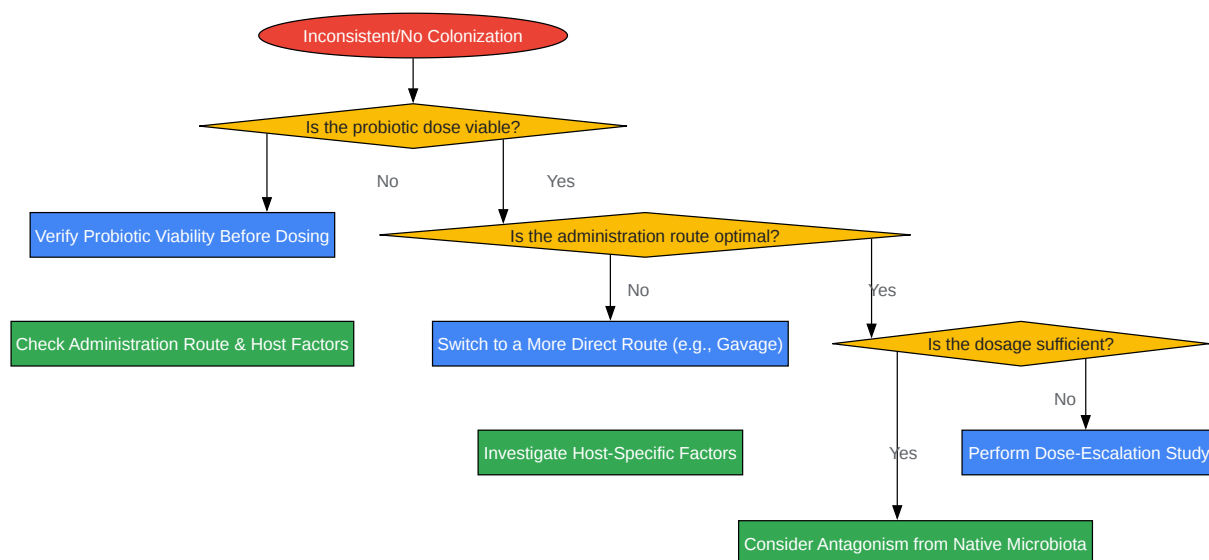 Inconsistent/No Colonization
Is the probiotic dose viable?
No
Yes
Verify Probiotic Viability Before Dosing
Is the administration route optimal?
No
Yes
Check Administration Route & Host Factors
Switch to a More Direct Route (e.g., Gavage)
Is the dosage sufficient?
No
Investigate Host-Specific Factors
Yes
Perform Dose-Escalation Study
Consider Antagonism from Native Microbiota